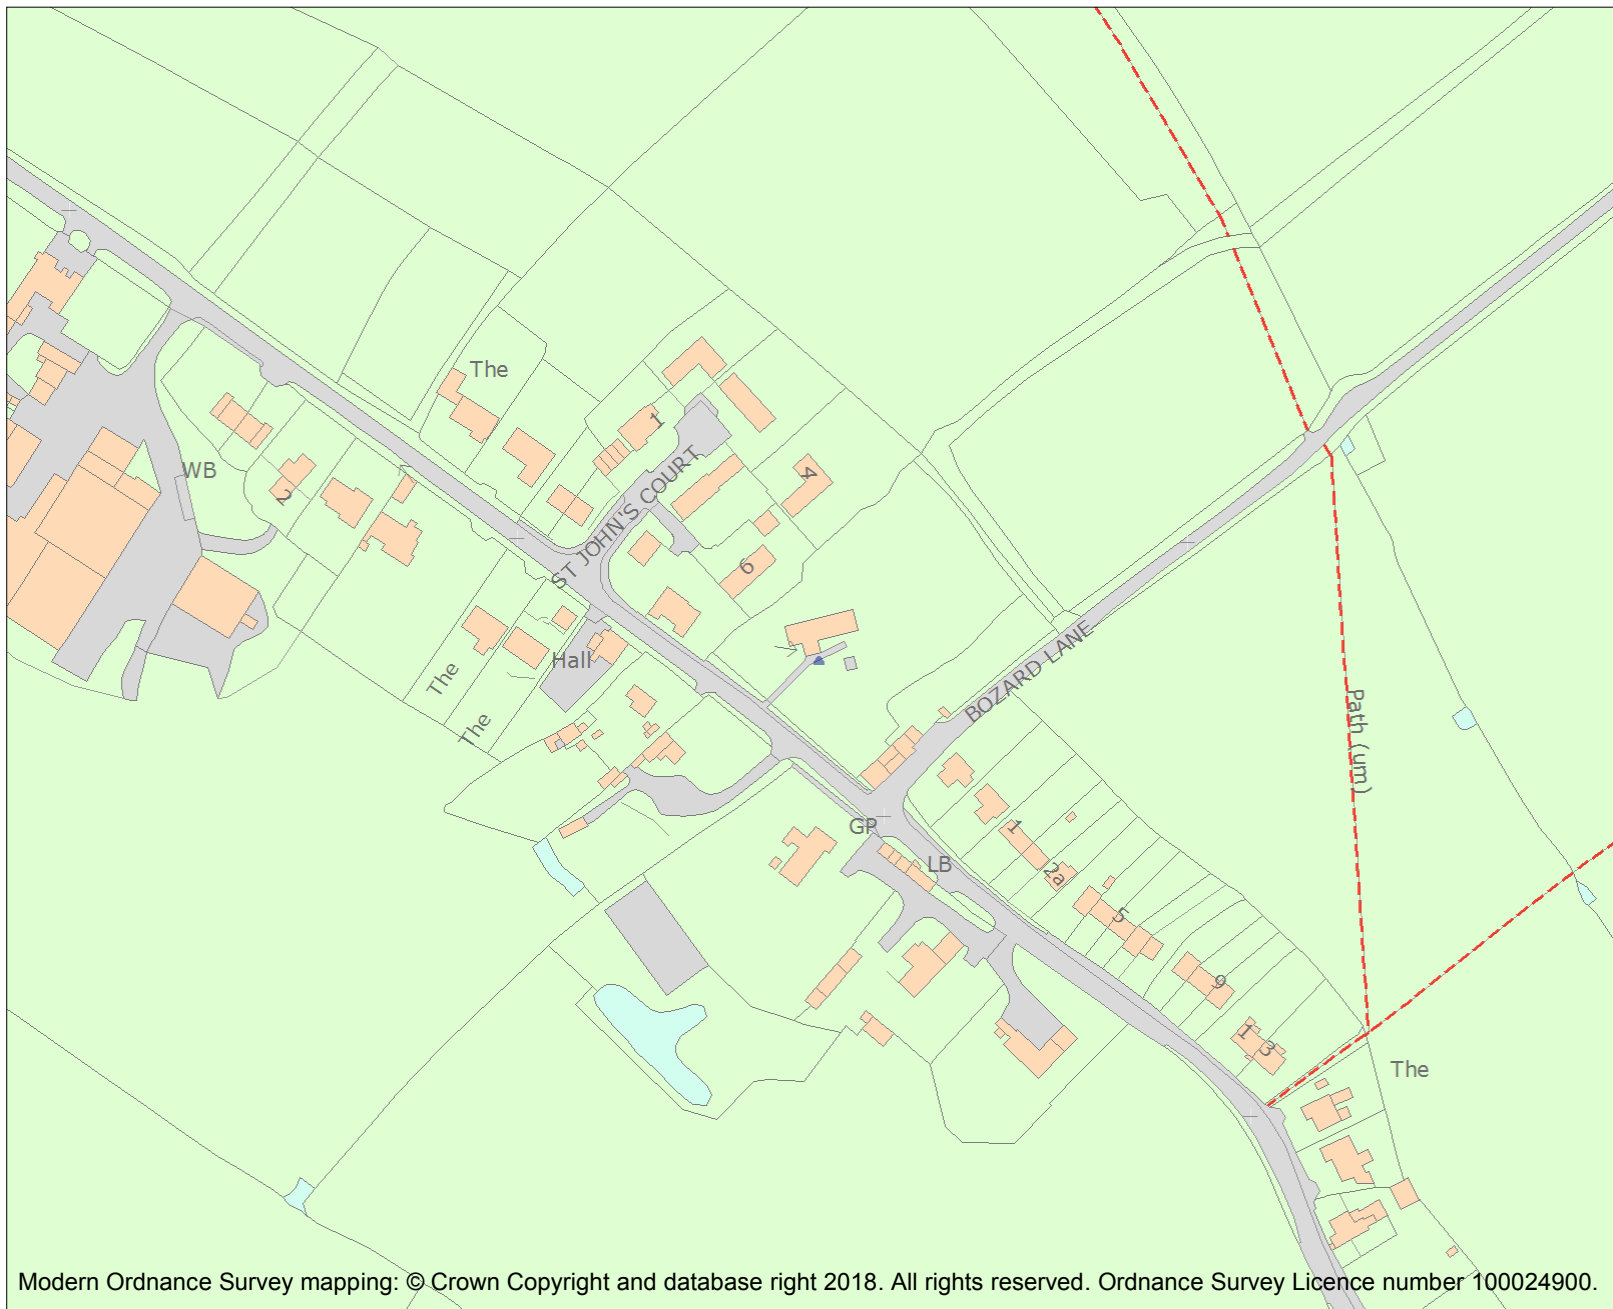 The
1
ST JOHN'S COURT
4
WB
2
6
Hall
The
The
BOZARD LANE
Path (um)
GP
LB
1
2a
5
9
1
3
The
Modern Ordnance Survey mapping: © Crown Copyright and database right 2018. All rights reserved. Ordnance Survey Licence number 100024900.